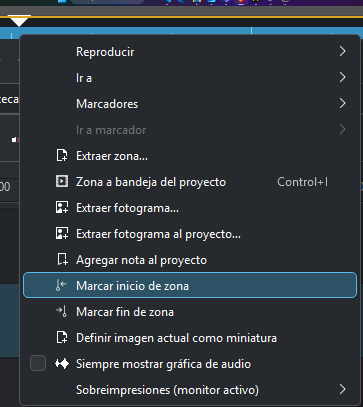 Reproducir
Ir a
Marcadores
Ir a marcador
Extraer zona...
Zona a bandeja del proyecto Control+I
Extraer fotograma...
Extraer fotograma al proyecto...
Agregar nota al proyecto
Marcar inicio de zona
Marcar fin de zona
Definir imagen actual como miniatura
Siempre mostrar gráfica de audio
Sobreimpresiones (monitor activo)
teca
00